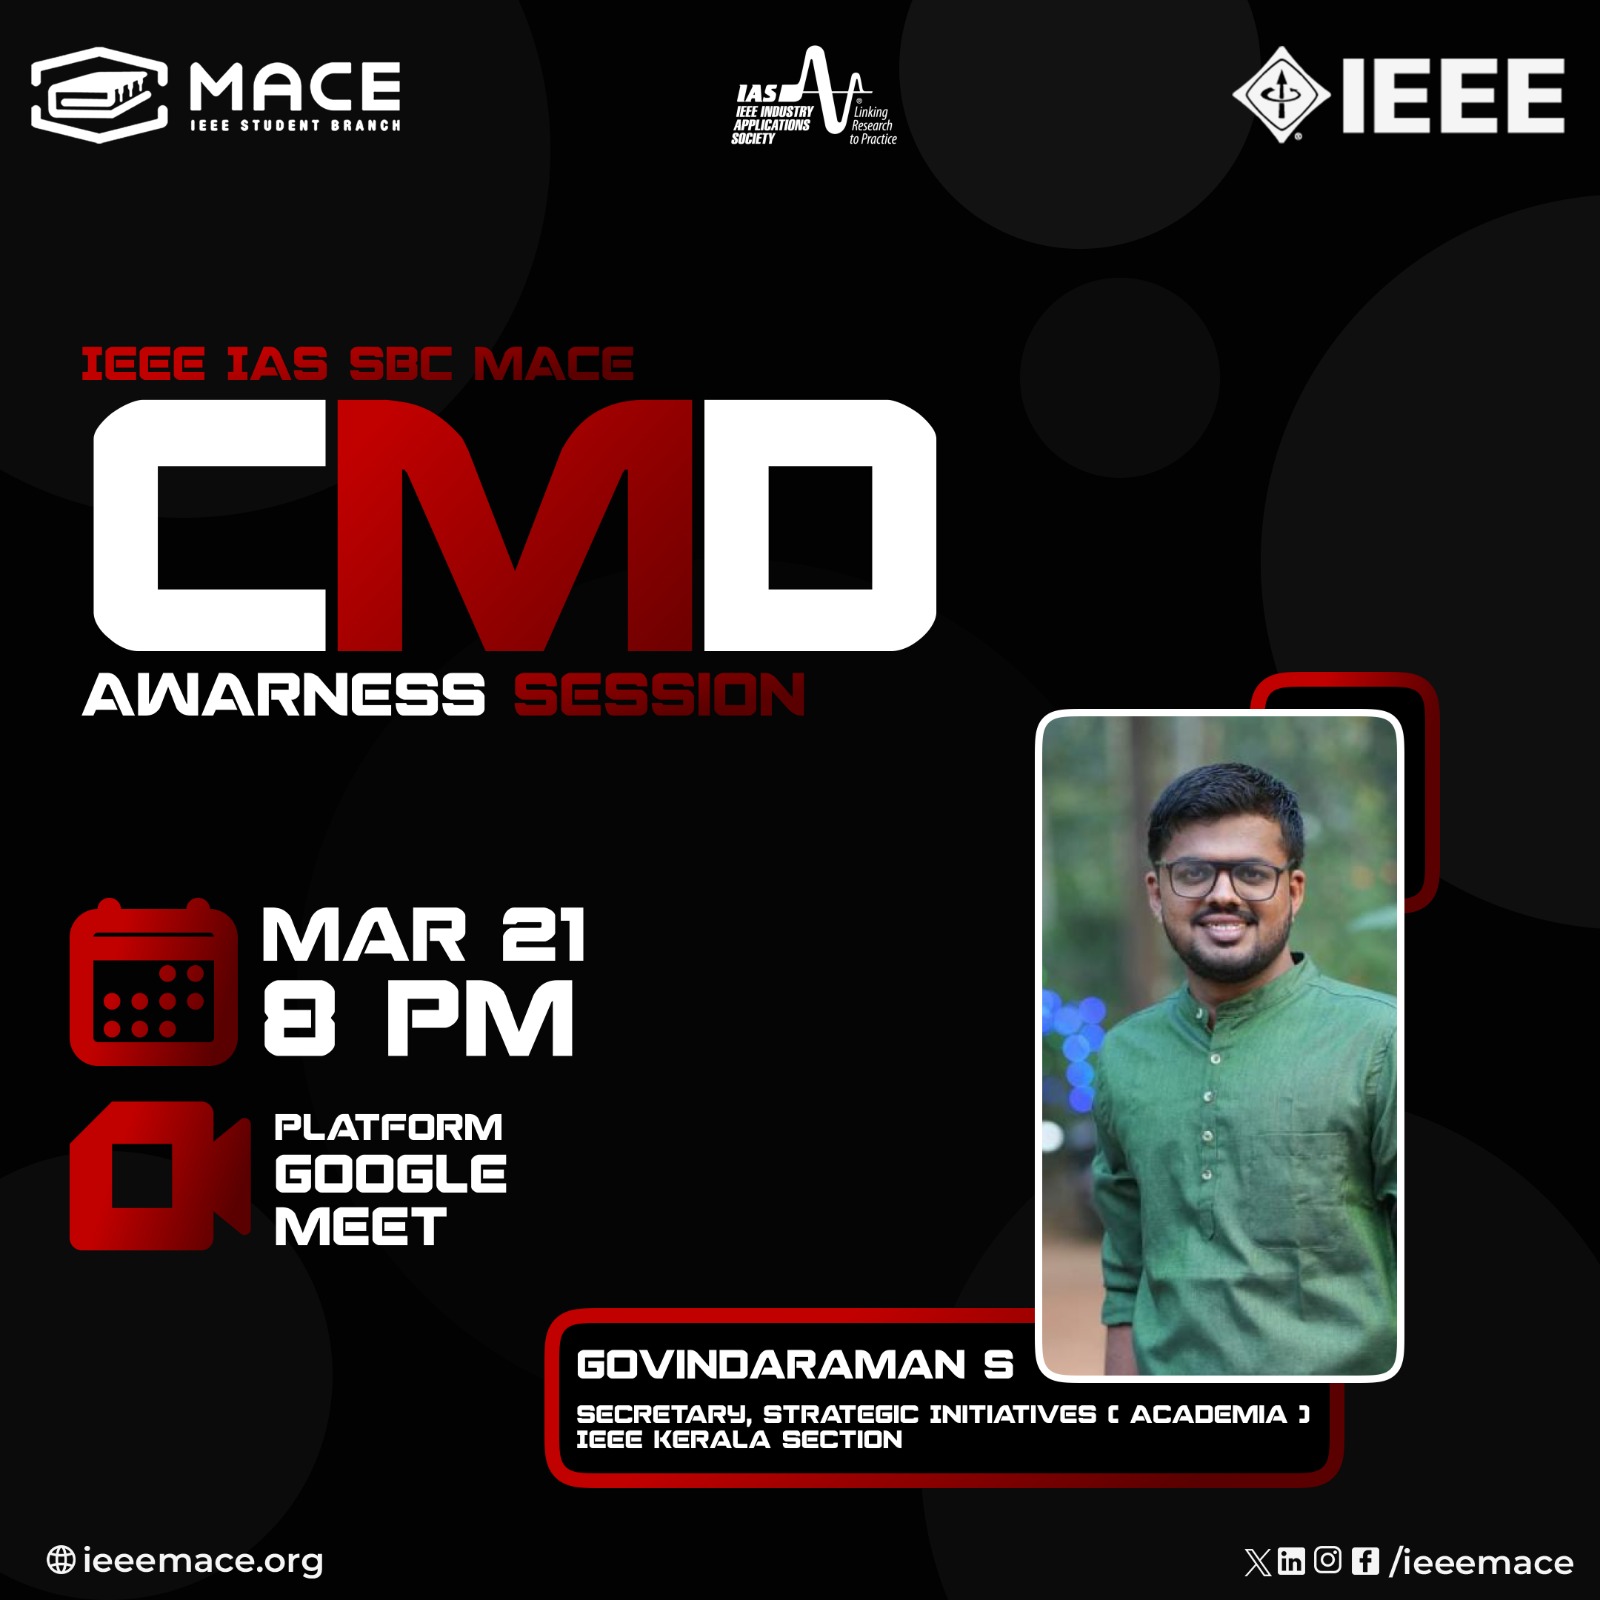 MACE
IEEE STUDENT BRANCH
IAS
IEEE INDUSTRY
APPLICATIONS
SOCIETY
Linking
Research
to Practice
IEEE
IEEE IAS SBC MACE
CMD
AWARNESS SESSION
MAR 21
8 PM
PLATFORM
GOOGLE
MEET
GOVINDARAMAN S
SECRETARY, STRATEGIC INITIATIVES ( ACADEMIA )
IEEE KERALA SECTION
ieeemace.org
/ieeemace